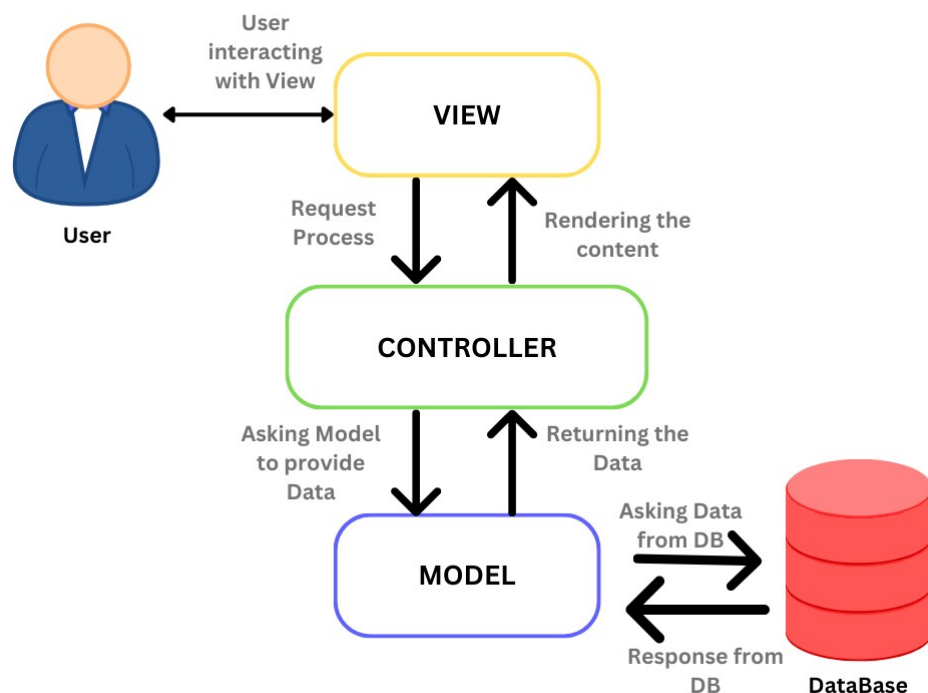 User
interacting
with View
VIEW
User
Request
Process
Rendering the
content
CONTROLLER
Asking Model
to provide
Data
Returning the
Data
Asking Data
from DB
MODEL
Response from
DB
DataBase